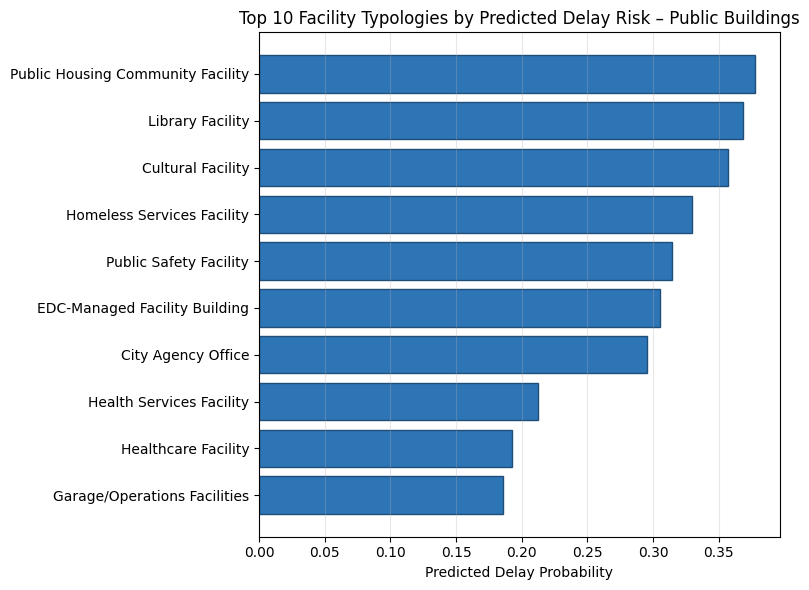 Top 10 Facility Typologies by Predicted Delay Risk – Public Buildings
Public Housing Community Facility
Library Facility
Cultural Facility
Homeless Services Facility
Public Safety Facility
EDC-Managed Facility Building
City Agency Office
Health Services Facility
Healthcare Facility
Garage/Operations Facilities
0.00 0.05 0.10 0.15 0.20 0.25 0.30 0.35
Predicted Delay Probability